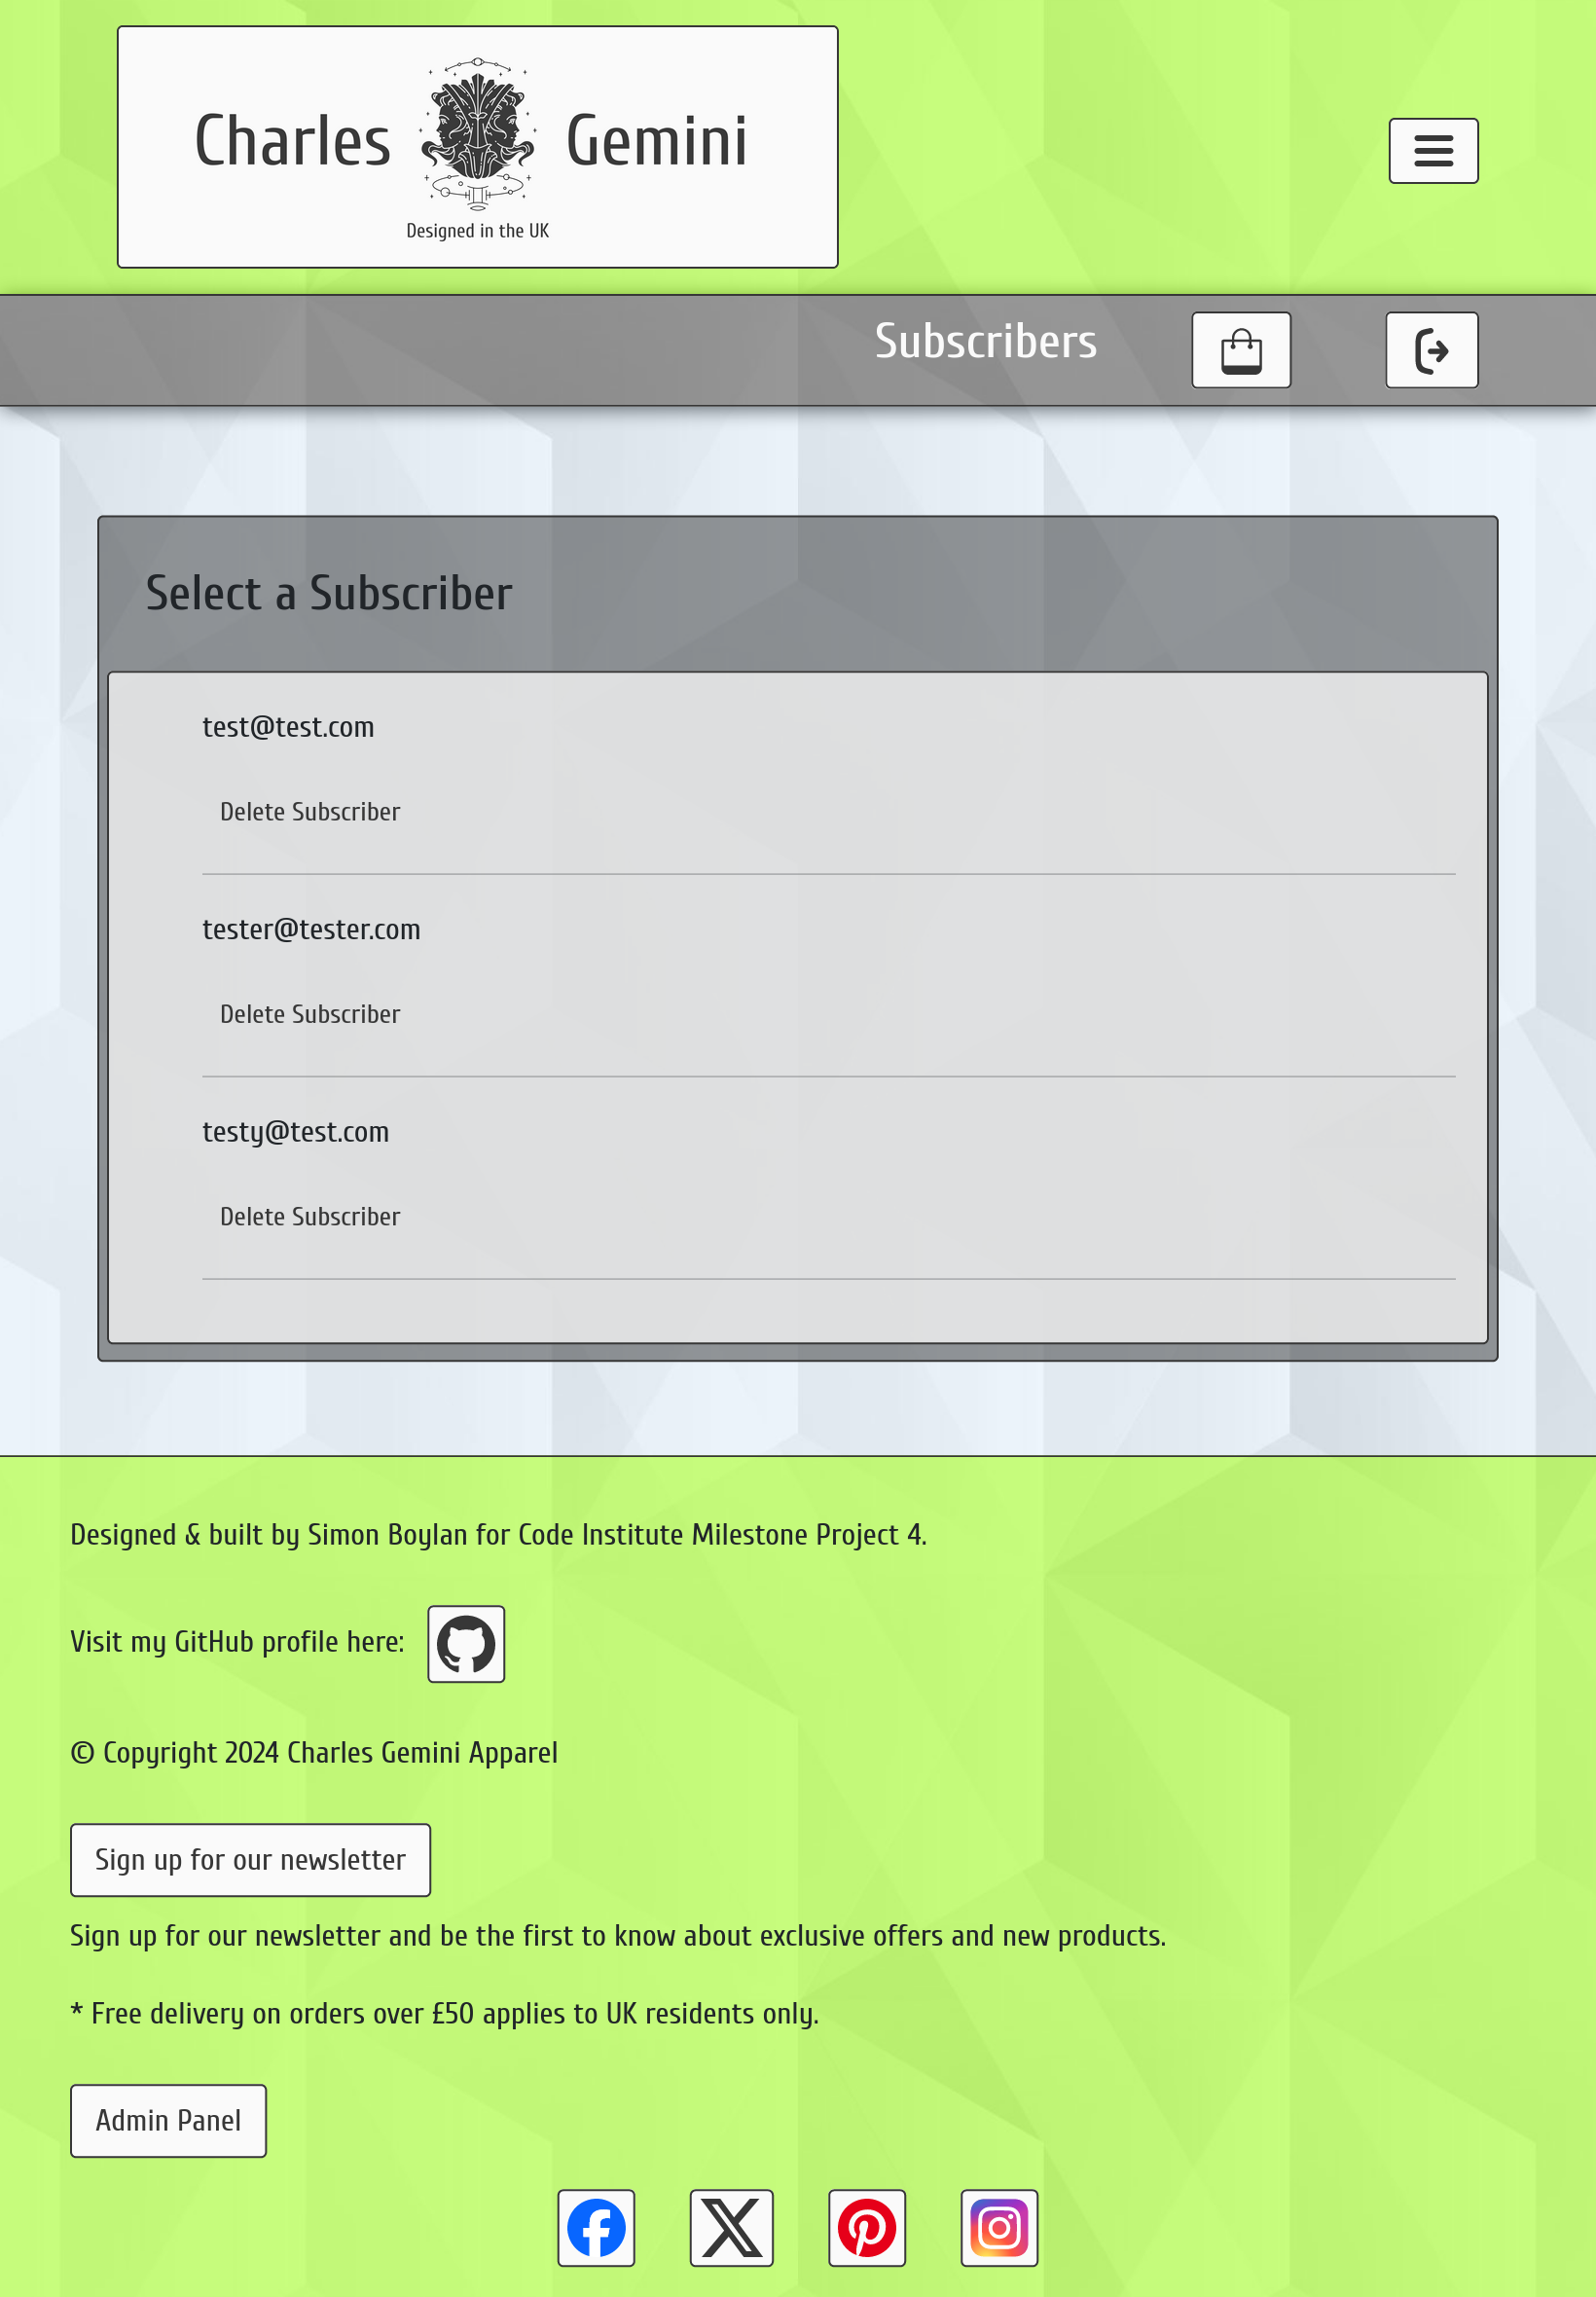 Charles Gemini
Designed in the UK
Subscribers
Select a Subscriber
test@test.com
Delete Subscriber
tester@tester.com
Delete Subscriber
testy@test.com
Delete Subscriber
Designed & built by Simon Boylan for Code Institute Milestone Project 4.
Visit my GitHub profile here:
© Copyright 2024 Charles Gemini Apparel
Sign up for our newsletter
Sign up for our newsletter and be the first to know about exclusive offers and new products.
* Free delivery on orders over £50 applies to UK residents only.
Admin Panel